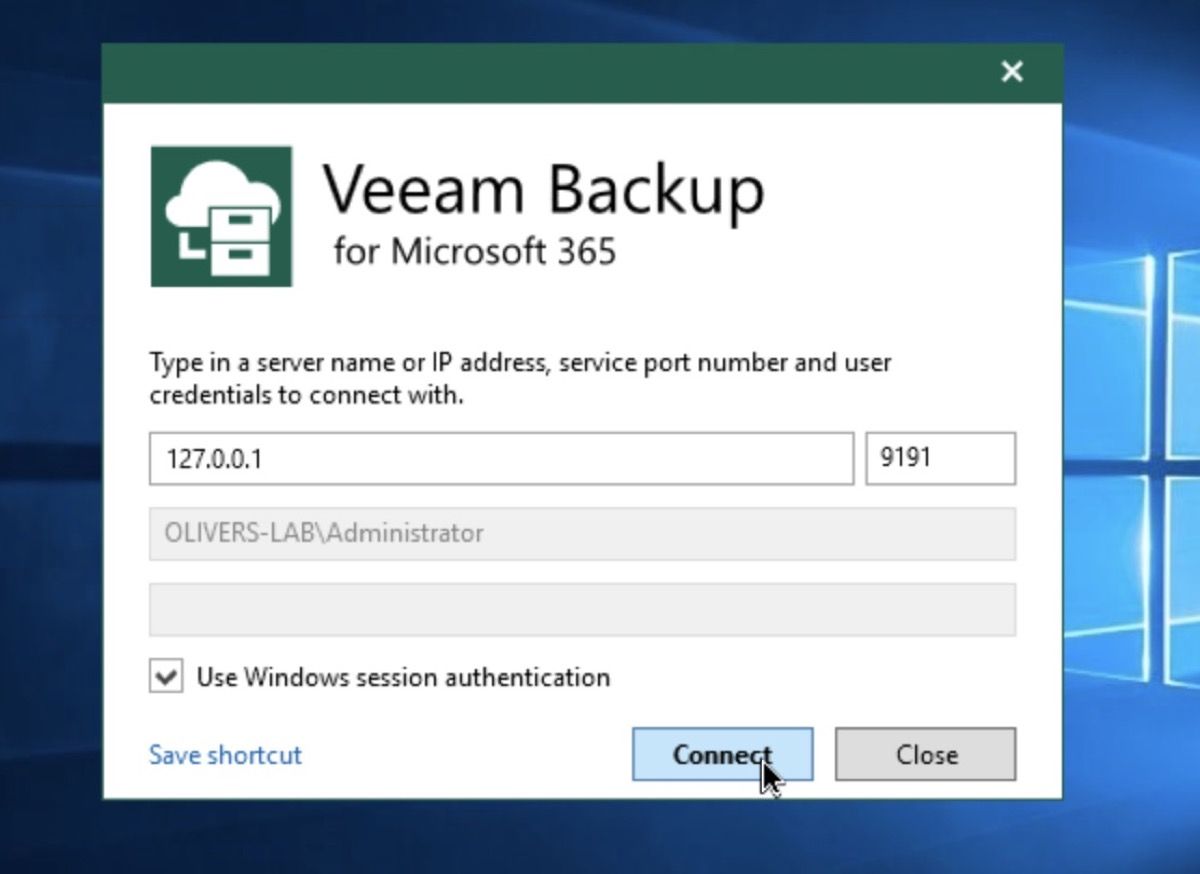 Veeam Backup
for Microsoft 365
Type in a server name or IP address, service port number and user
credentials to connect with.
127.0.0.1 9191
OLIVERS-LAB\Administrator
Use Windows session authentication
Save shortcut Connect Close